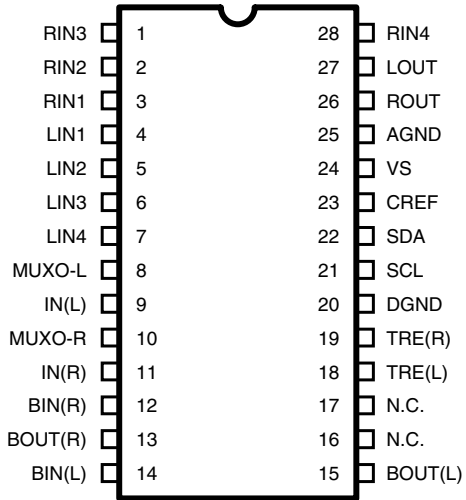 RIN3 1 28 RIN4
RIN2 2 27 LOUT
RIN1 3 26 ROUT
LIN1 4 25 AGND
LIN2 5 24 VS
LIN3 6 23 CREF
LIN4 7 22 SDA
MUXO-L 8 21 SCL
IN(L) 9 20 DGND
MUXO-R 10 19 TRE(R)
IN(R) 11 18 TRE(L)
BIN(R) 12 17 N.C.
BOUT(R) 13 16 N.C.
BIN(L) 14 15 BOUT(L)